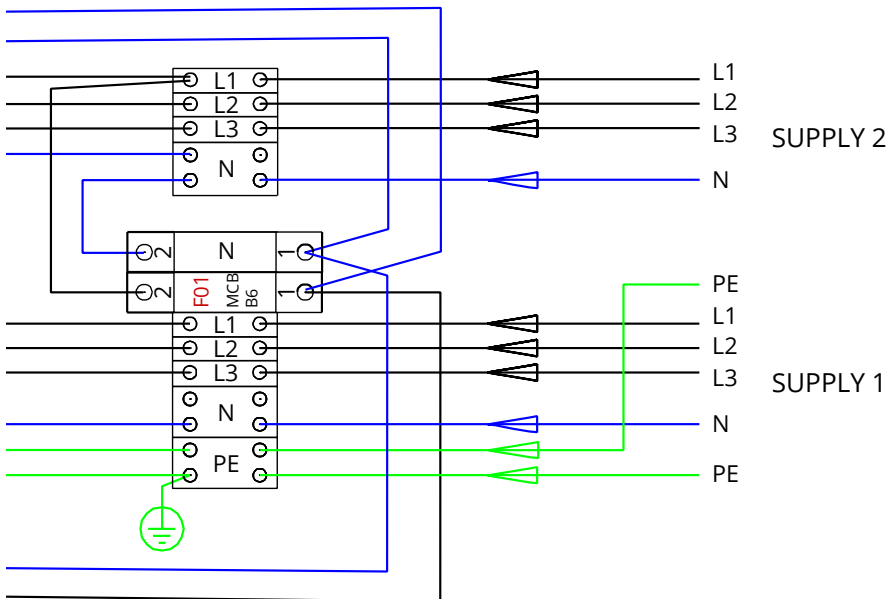 L1 L1
L2 L2
L3 L3
SUPPLY 2
N N
2 N 1
2 F01 MCB B6 1
PE
L1 L1
L2 L2
L3 L3
SUPPLY 1
N N
PE PE